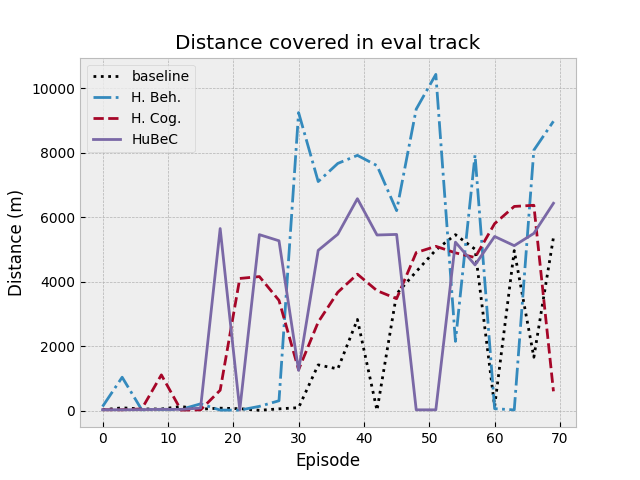 Distance covered in eval track
baseline
H. Beh.
H. Cog.
HuBeC
10000
8000
6000
4000
2000
0
Distance (m)
0 10 20 30 40 50 60 70
Episode